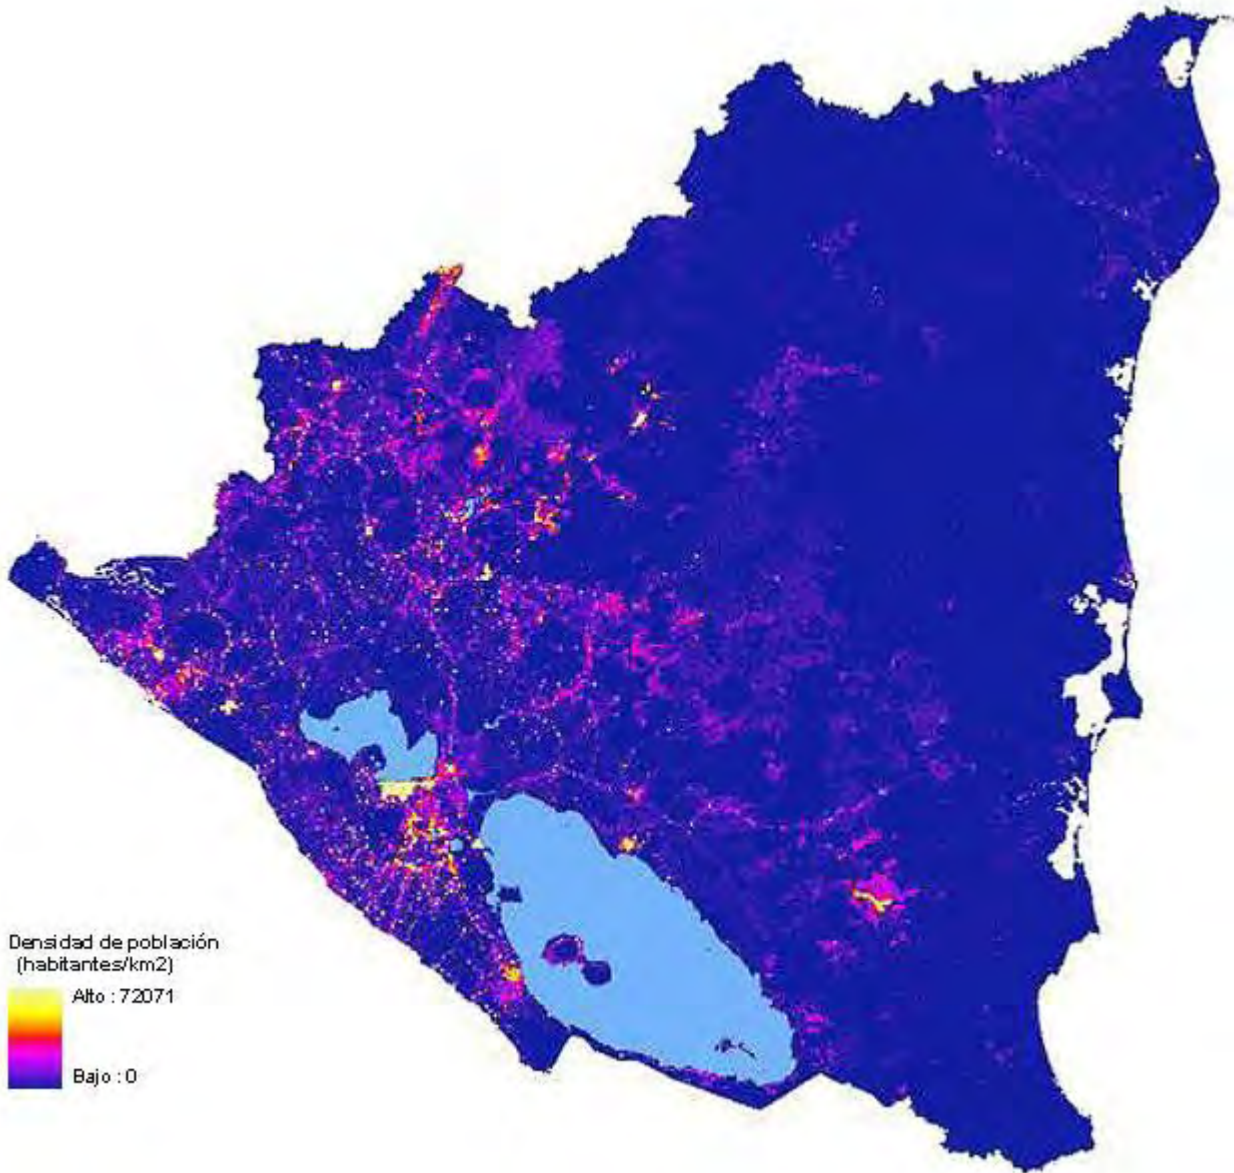 Densidad de población
(habitantes/km2)
Alto : 72071
Bajo : 0